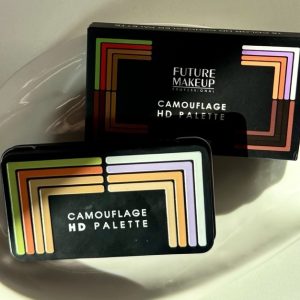 FUTURE
MAKEUP
PROFESSIONAL
CAMOUFLAGE
HD PALETTE
CAMOUFLAGE
HD PALETTE